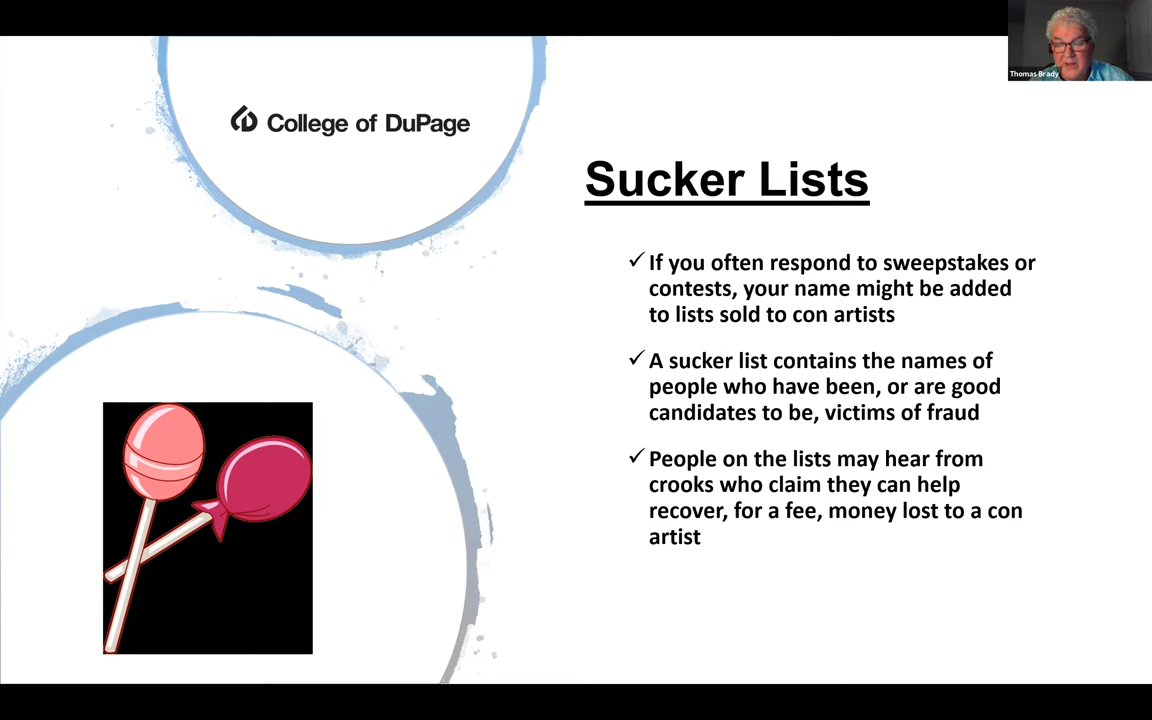 Thomas Brady
College of DuPage
Sucker Lists
✓ If you often respond to sweepstakes or
contests, your name might be added
to lists sold to con artists
✓ A sucker list contains the names of
people who have been, or are good
candidates to be, victims of fraud
✓ People on the lists may hear from
crooks who claim they can help
recover, for a fee, money lost to a con
artist